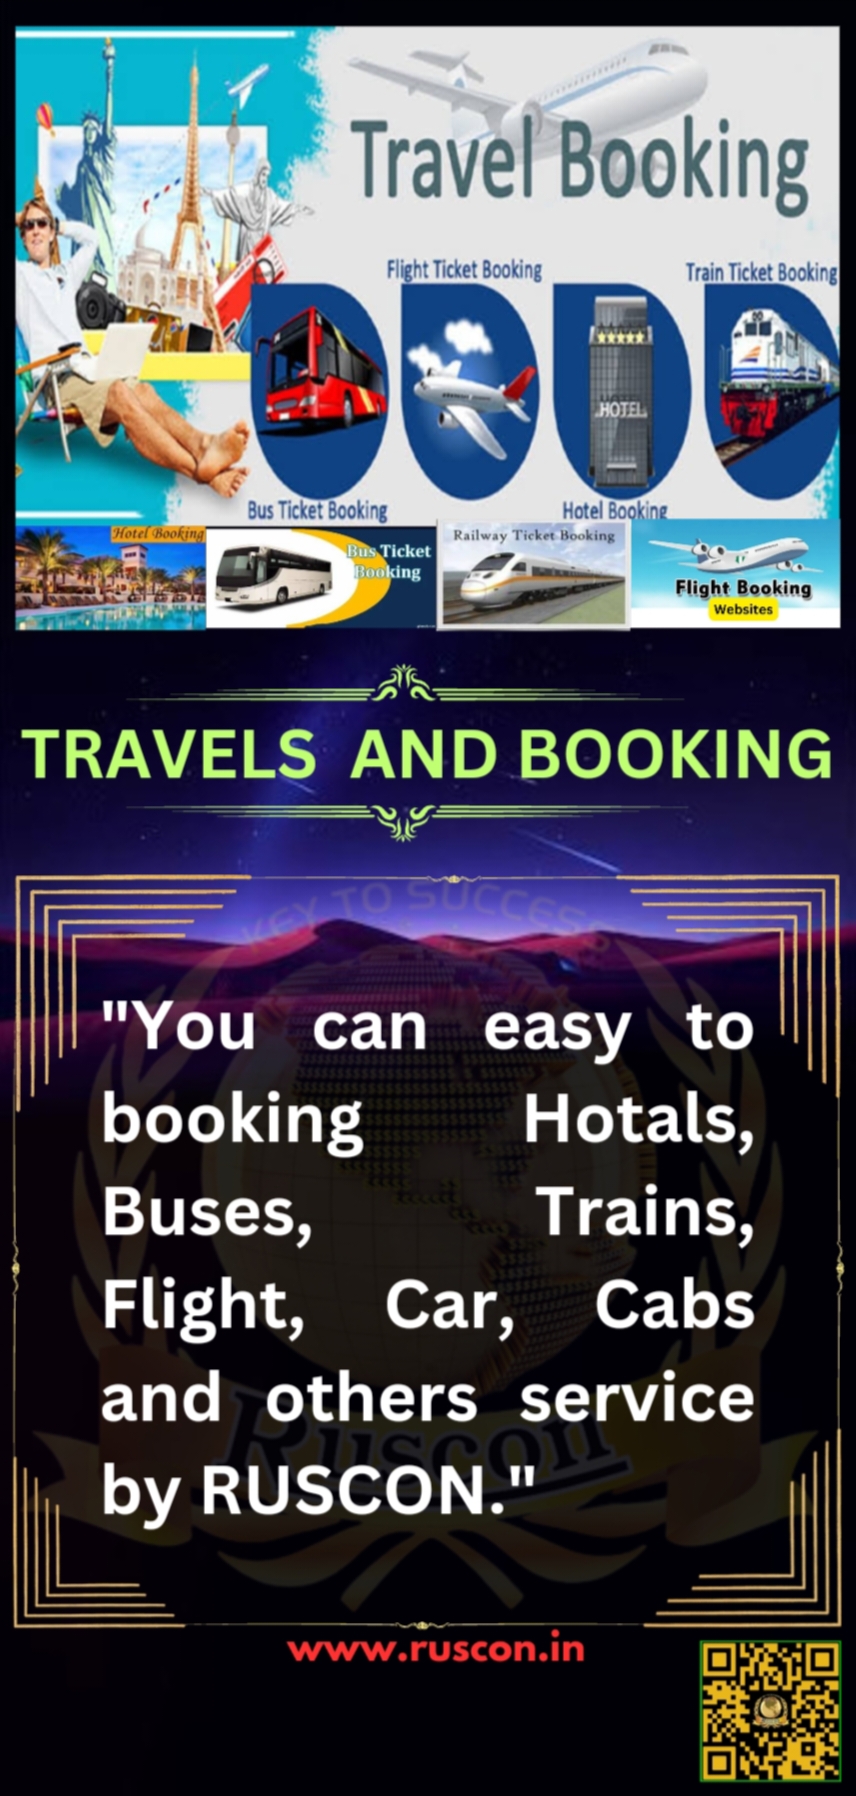 Travel Booking
Flight Ticket Booking
Train Ticket Booking
HOTEL
Bus Ticket Booking
Hotel Booking
Hotel Booking
Bus Ticket
Booking
Railway Ticket Booking
Flight Booking
Websites
TRAVELS AND BOOKING
KEY TO SUCCESS
"You can easy to
booking Hotals,
Buses, Trains,
Flight, Car, Cabs
and others service
by RUSCON."
Ruscon
www.ruscon.in